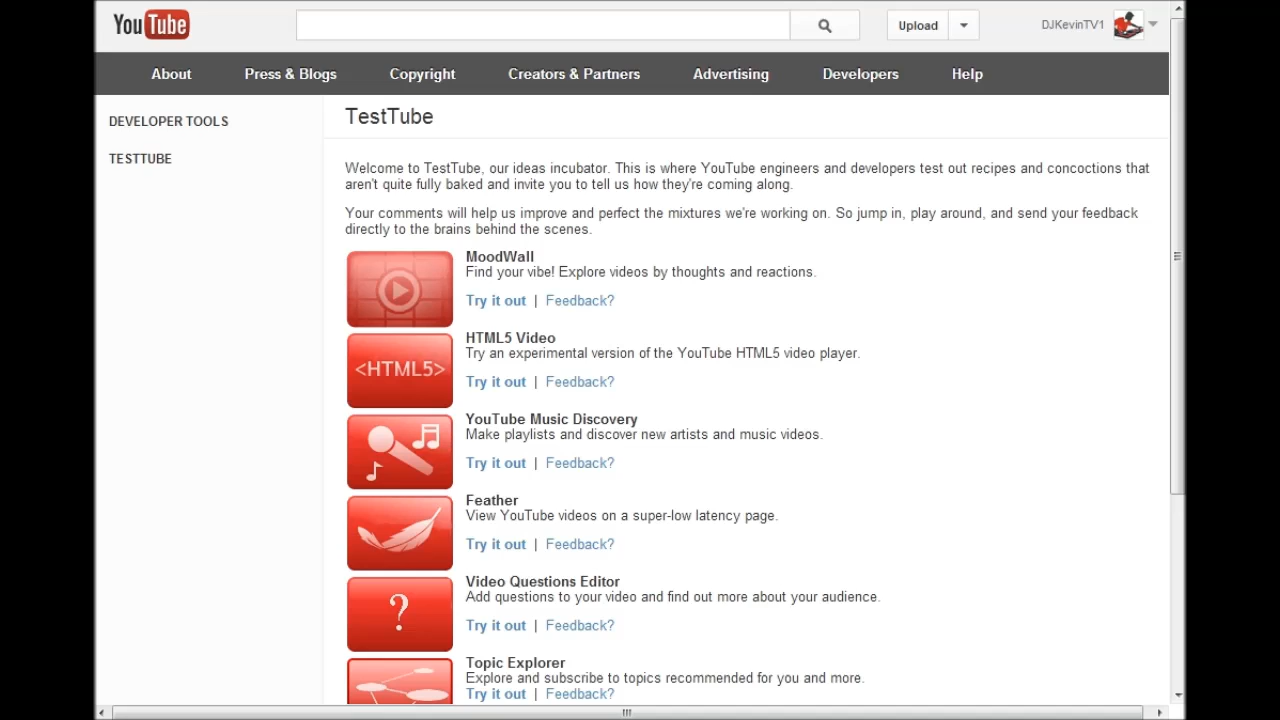 YouTube
Upload
DJKevinTV1
About Press & Blogs Copyright Creators & Partners Advertising Developers Help
DEVELOPER TOOLS
TESTTUBE
TestTube
Welcome to TestTube, our ideas incubator. This is where YouTube engineers and developers test out recipes and concoctions that
aren't quite fully baked and invite you to tell us how they're coming along.
Your comments will help us improve and perfect the mixtures we're working on. So jump in, play around, and send your feedback
directly to the brains behind the scenes.
MoodWall
Find your vibe! Explore videos by thoughts and reactions.
Try it out | Feedback?
<HTML5>
HTML5 Video
Try an experimental version of the YouTube HTML5 video player.
Try it out | Feedback?
YouTube Music Discovery
Make playlists and discover new artists and music videos.
Try it out | Feedback?
Feather
View YouTube videos on a super-low latency page.
Try it out | Feedback?
?
Video Questions Editor
Add questions to your video and find out more about your audience.
Try it out | Feedback?
Topic Explorer
Explore and subscribe to topics recommended for you and more.
Try it out | Feedback?